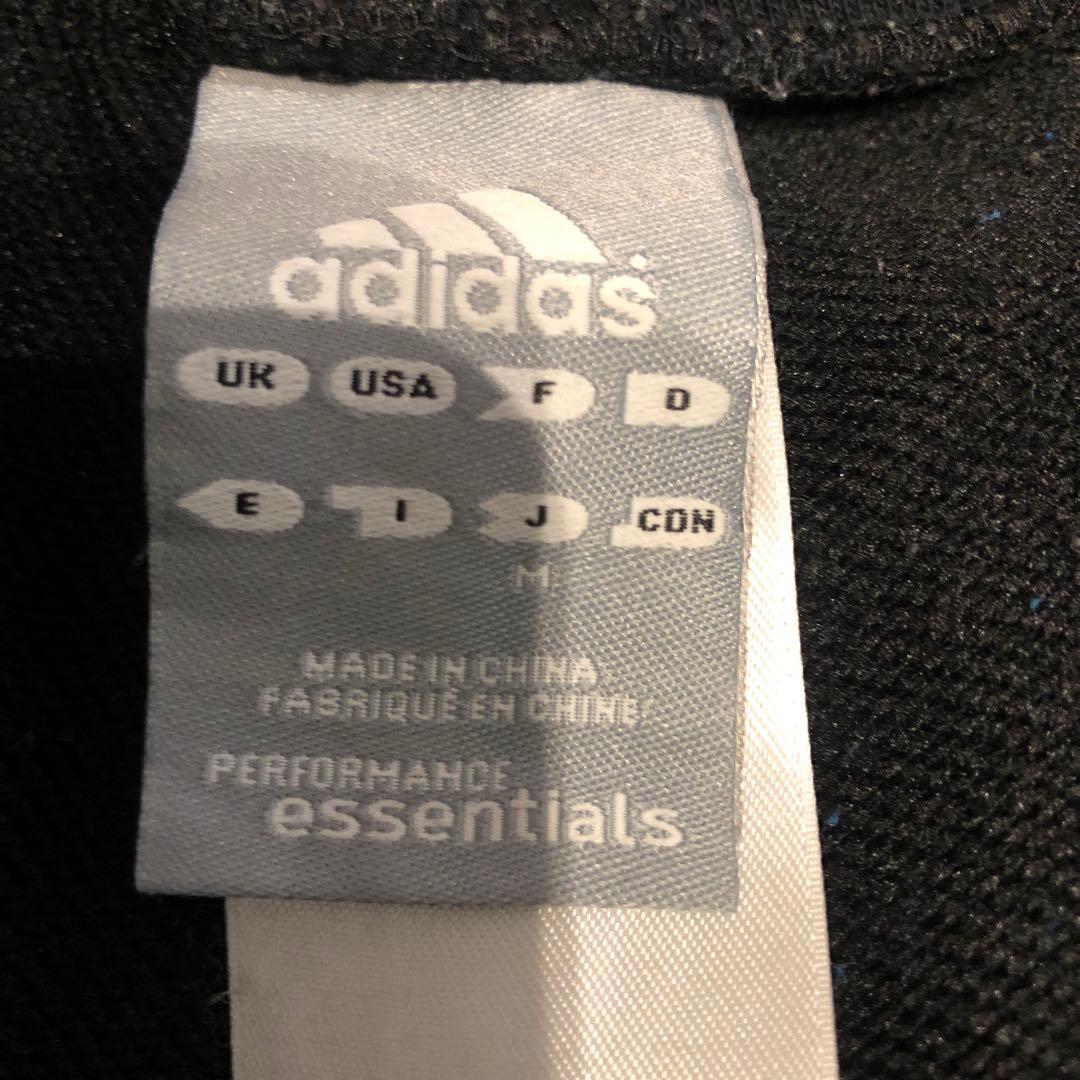 adidas
UK USA F D
E I J CDN
M
MADE IN CHINA
FABRIQUÉ EN CHINE
PERFORMANCE
essentials